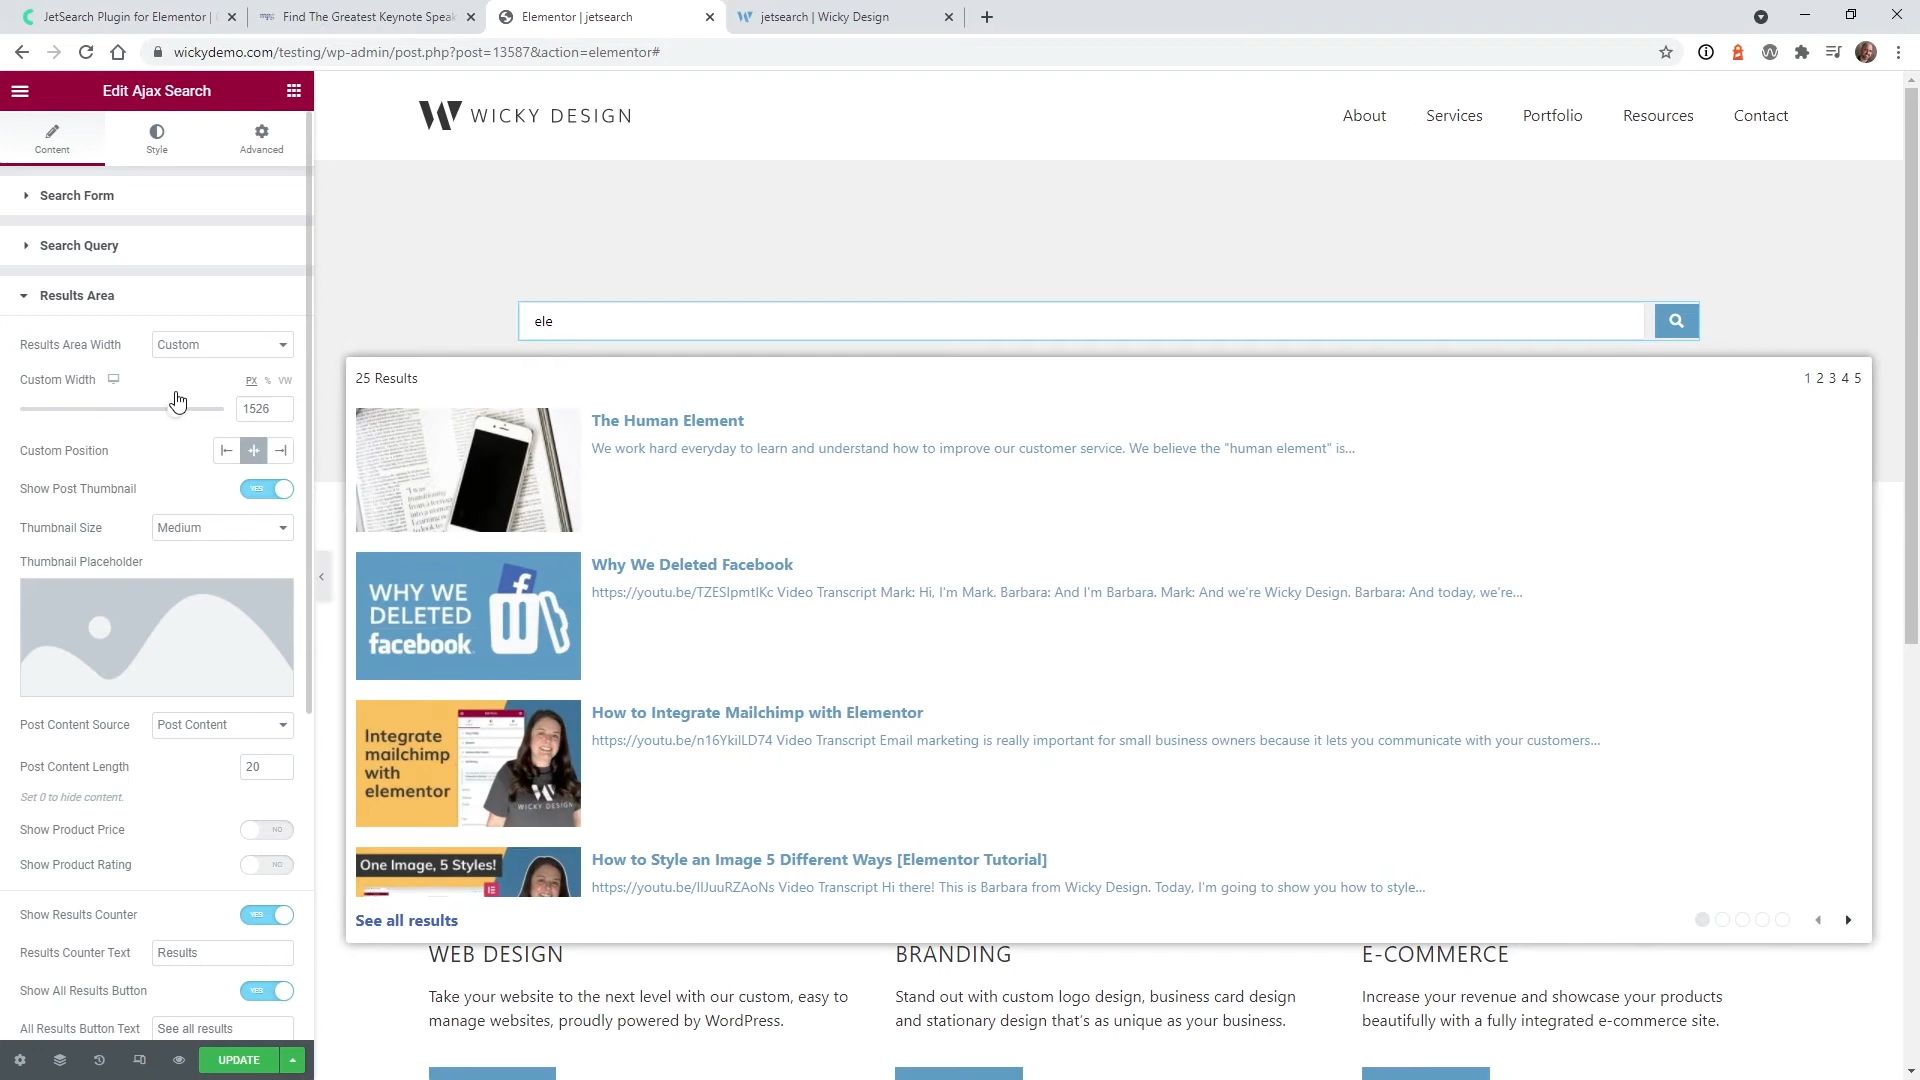 JetSearch Plugin for Elementor |
Find The Greatest Keynote Speak
Elementor | jetsearch
jetsearch | Wicky Design
wickydemo.com/testing/wp-admin/post.php?post=13587&action=elementor#
Edit Ajax Search
Content
Style
Advanced
Search Form
Search Query
Results Area
Results Area Width
Custom
Custom Width
PX % VW
1526
Custom Position
Show Post Thumbnail
YES
Thumbnail Size
Medium
Thumbnail Placeholder
Post Content Source
Post Content
Post Content Length
20
Set 0 to hide content.
Show Product Price
NO
Show Product Rating
NO
Show Results Counter
YES
Results Counter Text
Results
Show All Results Button
YES
All Results Button Text
See all results
UPDATE
WICKY DESIGN
About
Services
Portfolio
Resources
Contact
ele
25 Results
1 2 3 4 5
The Human Element
We work hard everyday to learn and understand how to improve our customer service. We believe the "human element" is...
WHY WE
DELETED
facebook
Why We Deleted Facebook
https://youtu.be/TZESIpmtIKc Video Transcript Mark: Hi, I'm Mark. Barbara: And I'm Barbara. Mark: And we're Wicky Design. Barbara: And today, we're...
Integrate
mailchimp
with
elementor
WICKY DESIGN
How to Integrate Mailchimp with Elementor
https://youtu.be/n16YkilLD74 Video Transcript Email marketing is really important for small business owners because it lets you communicate with your customers...
One Image, 5 Styles!
How to Style an Image 5 Different Ways [Elementor Tutorial]
https://youtu.be/IIJuuRZAoNs Video Transcript Hi there! This is Barbara from Wicky Design. Today, I'm going to show you how to style...
See all results
WEB DESIGN
Take your website to the next level with our custom, easy to
manage websites, proudly powered by WordPress.
BRANDING
Stand out with custom logo design, business card design
and stationary design that's as unique as your business.
E-COMMERCE
Increase your revenue and showcase your products
beautifully with a fully integrated e-commerce site.